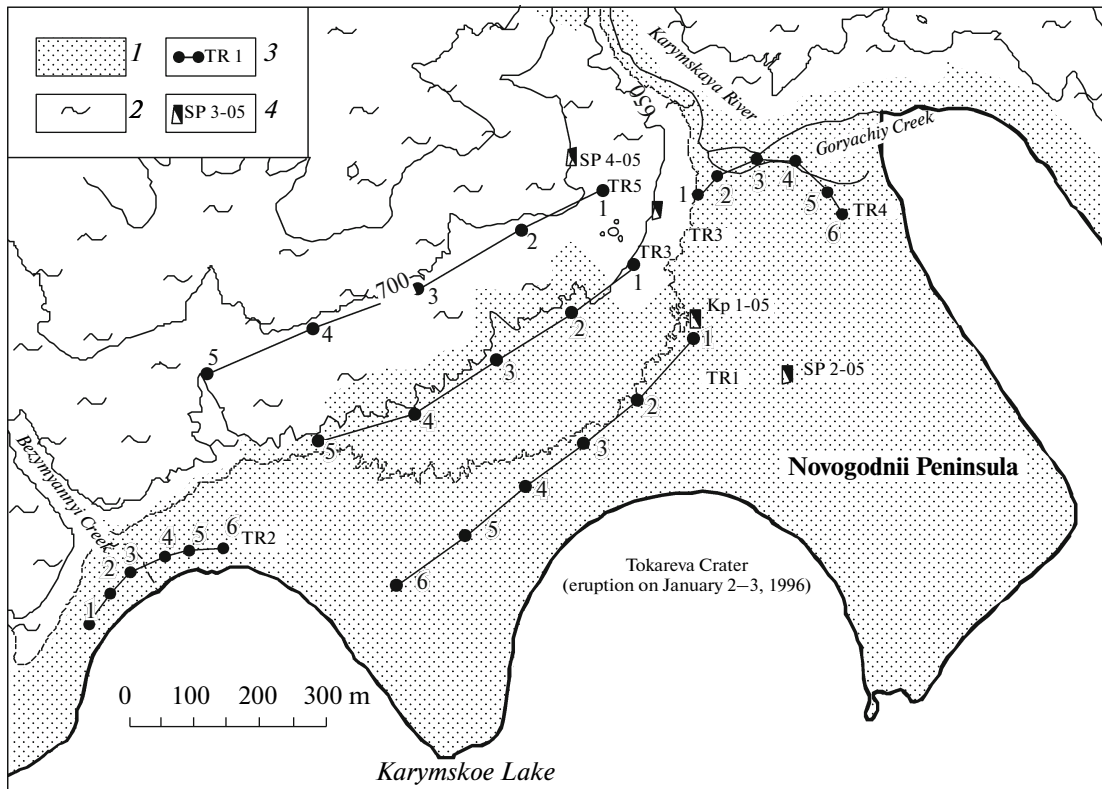 1
TR 1
3
2
SP 3-05
4
Karymskaya River
650
Goryachiy Creek
SP 4-05
TR5
1
2
3
4
5
700
1
2
3
4
5
6
TR4
TR3
TR3
1
2
3
4
5
Kp 1-05
1
TR1
2
3
4
5
6
SP 2-05
Novogodnii Peninsula
Bezymyannyi Creek
1
2
3
4
5
6
TR2
Tokareva Crater
(eruption on January 2–3, 1996)
0 100 200 300 m
Karymskoe Lake